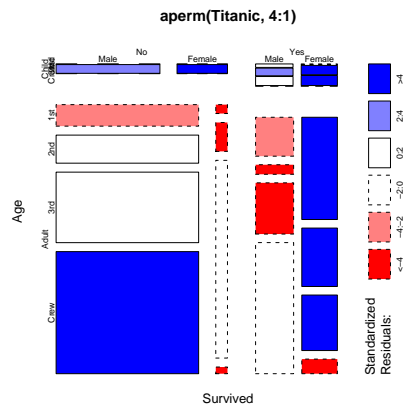 aperm(Titanic, 4:1)
No
Yes
Male
Female
Male
Female
Child
1st
2nd
3rd
Adult
Crew
Age
Survived
Standardized
Residuals:
<-4
-4:-2
-2:0
0:2
2:4
>4